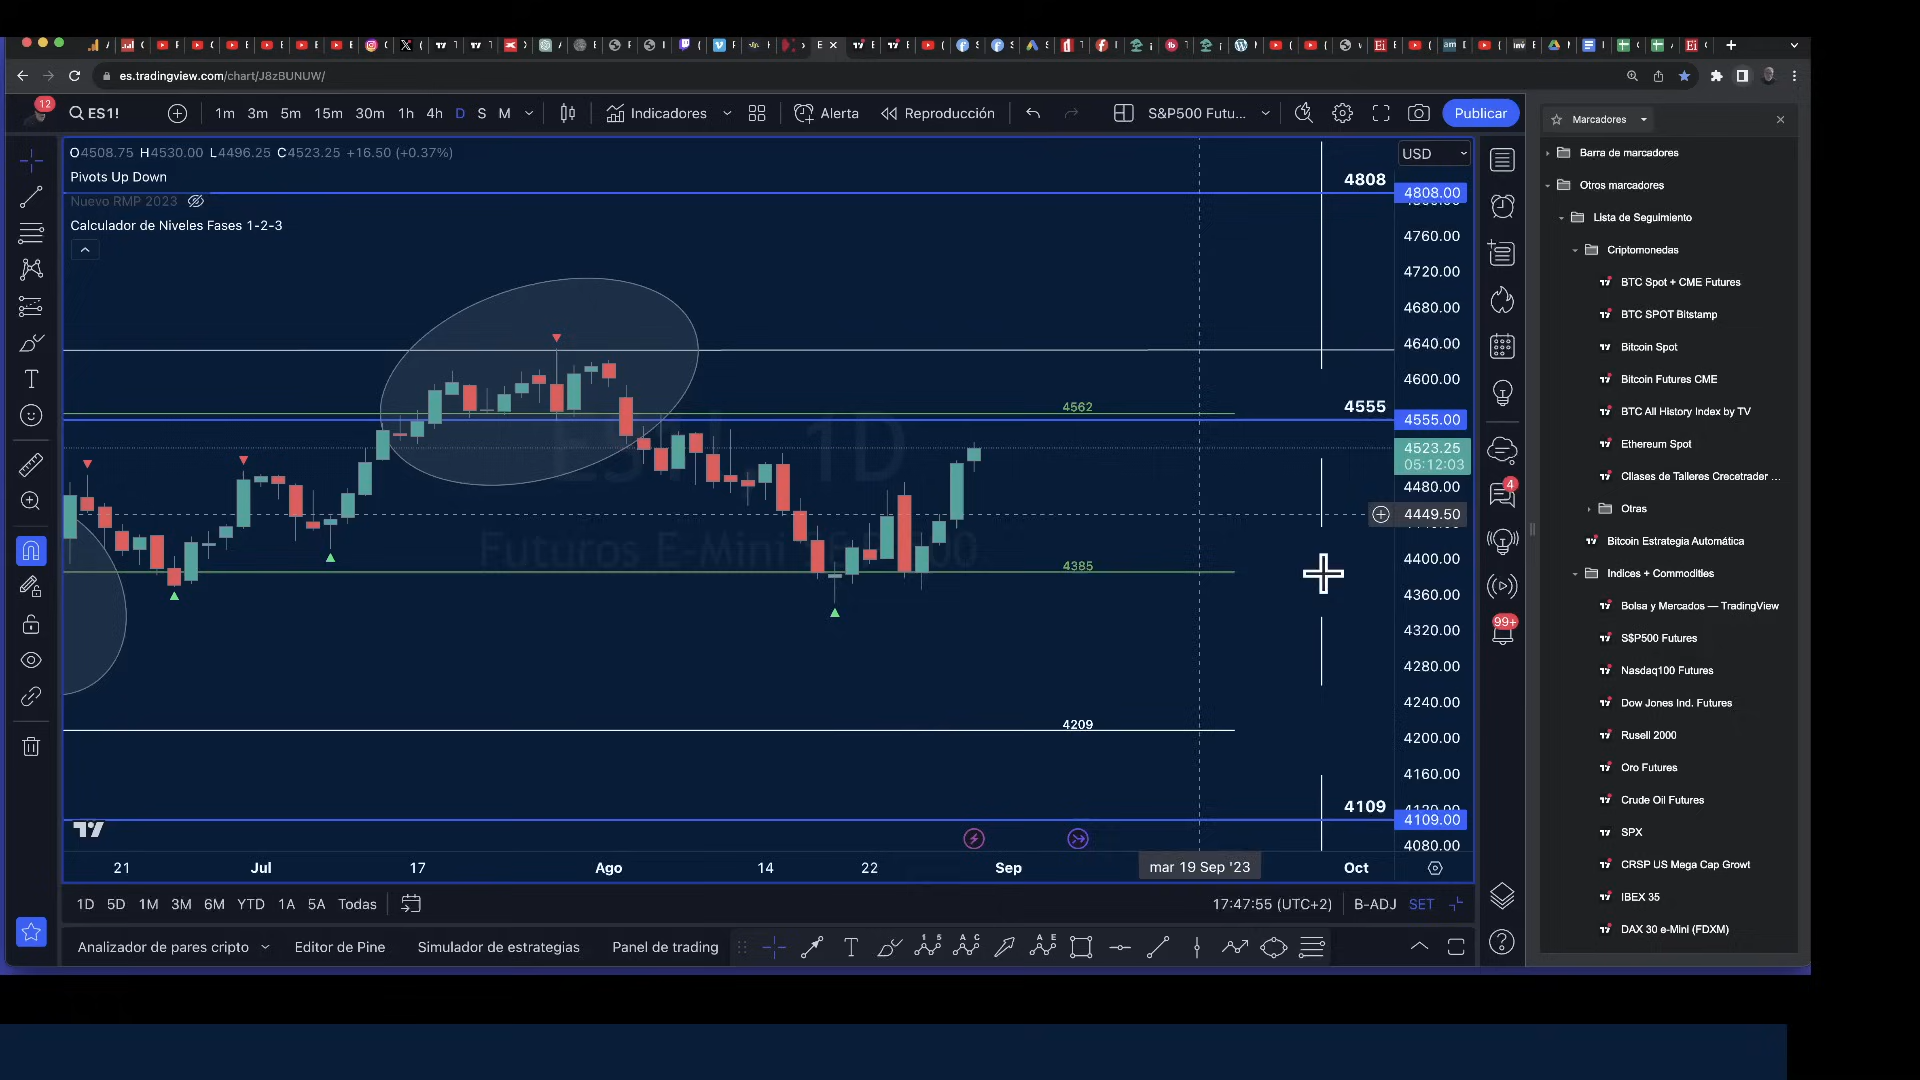 es.tradingview.com/chart/J8zBUNUW/
12
ES1!
1m 3m 5m 15m 30m 1h 4h D S M
Indicadores
Alerta
Reproducción
S&P500 Futu...
Publicar
Marcadores
O4508.75 H4530.00 L4496.25 C4523.25 +16.50 (+0.37%)
Pivots Up Down
Nuevo RMP 2023
Calculador de Niveles Fases 1-2-3
USD
4808
4808.00
4760.00
4720.00
4680.00
4640.00
4600.00
4562
4555
4555.00
4523.25
05:12:03
4480.00
4449.50
4400.00
4385
4360.00
4320.00
4280.00
4240.00
4209
4200.00
4160.00
4109
4109.00
4080.00
ES1!, 1D
Futuros E-Mini S&P 500
21 Jul 17 Ago 14 22 Sep mar 19 Sep '23 Oct
1D 5D 1M 3M 6M YTD 1A 5A Todas
17:47:55 (UTC+2) B-ADJ SET
Analizador de pares cripto Editor de Pine Simulador de estrategias Panel de trading
4
99+
Barra de marcadores
Otros marcadores
Lista de Seguimiento
Criptomonedas
BTC Spot + CME Futures
BTC SPOT Bitstamp
Bitcoin Spot
Bitcoin Futures CME
BTC All History Index by TV
Ethereum Spot
Cliases de Talleres Crecetrader ...
Otras
Bitcoin Estrategia Automática
Indices + Commodities
Bolsa y Mercados — TradingView
S$P500 Futures
Nasdaq100 Futures
Dow Jones Ind. Futures
Rusell 2000
Oro Futures
Crude Oil Futures
SPX
CRSP US Mega Cap Growt
IBEX 35
DAX 30 e-Mini (FDXM)